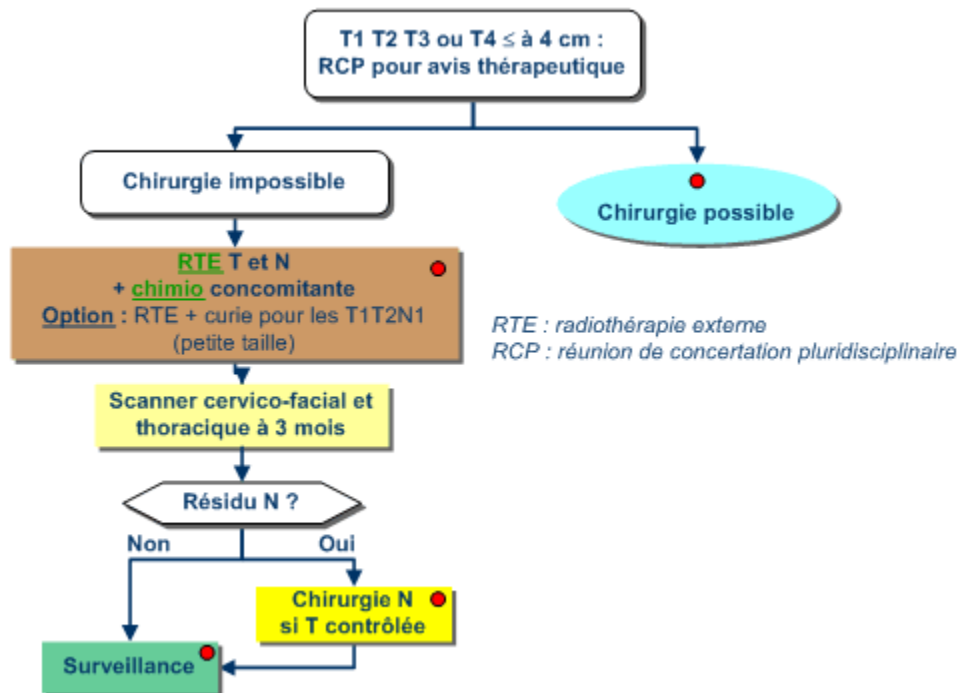 T1 T2 T3 ou T4 ≤ à 4 cm :
RCP pour avis thérapeutique
Chirurgie impossible
Chirurgie possible
RTE T et N
+ chimio concomitante
Option : RTE + curie pour les T1T2N1
(petite taille)
RTE : radiothérapie externe
RCP : réunion de concertation pluridisciplinaire
Scanner cervico-facial et
thoracique à 3 mois
Résidu N ?
Non
Oui
Chirurgie N
si T contrôlée
Surveillance